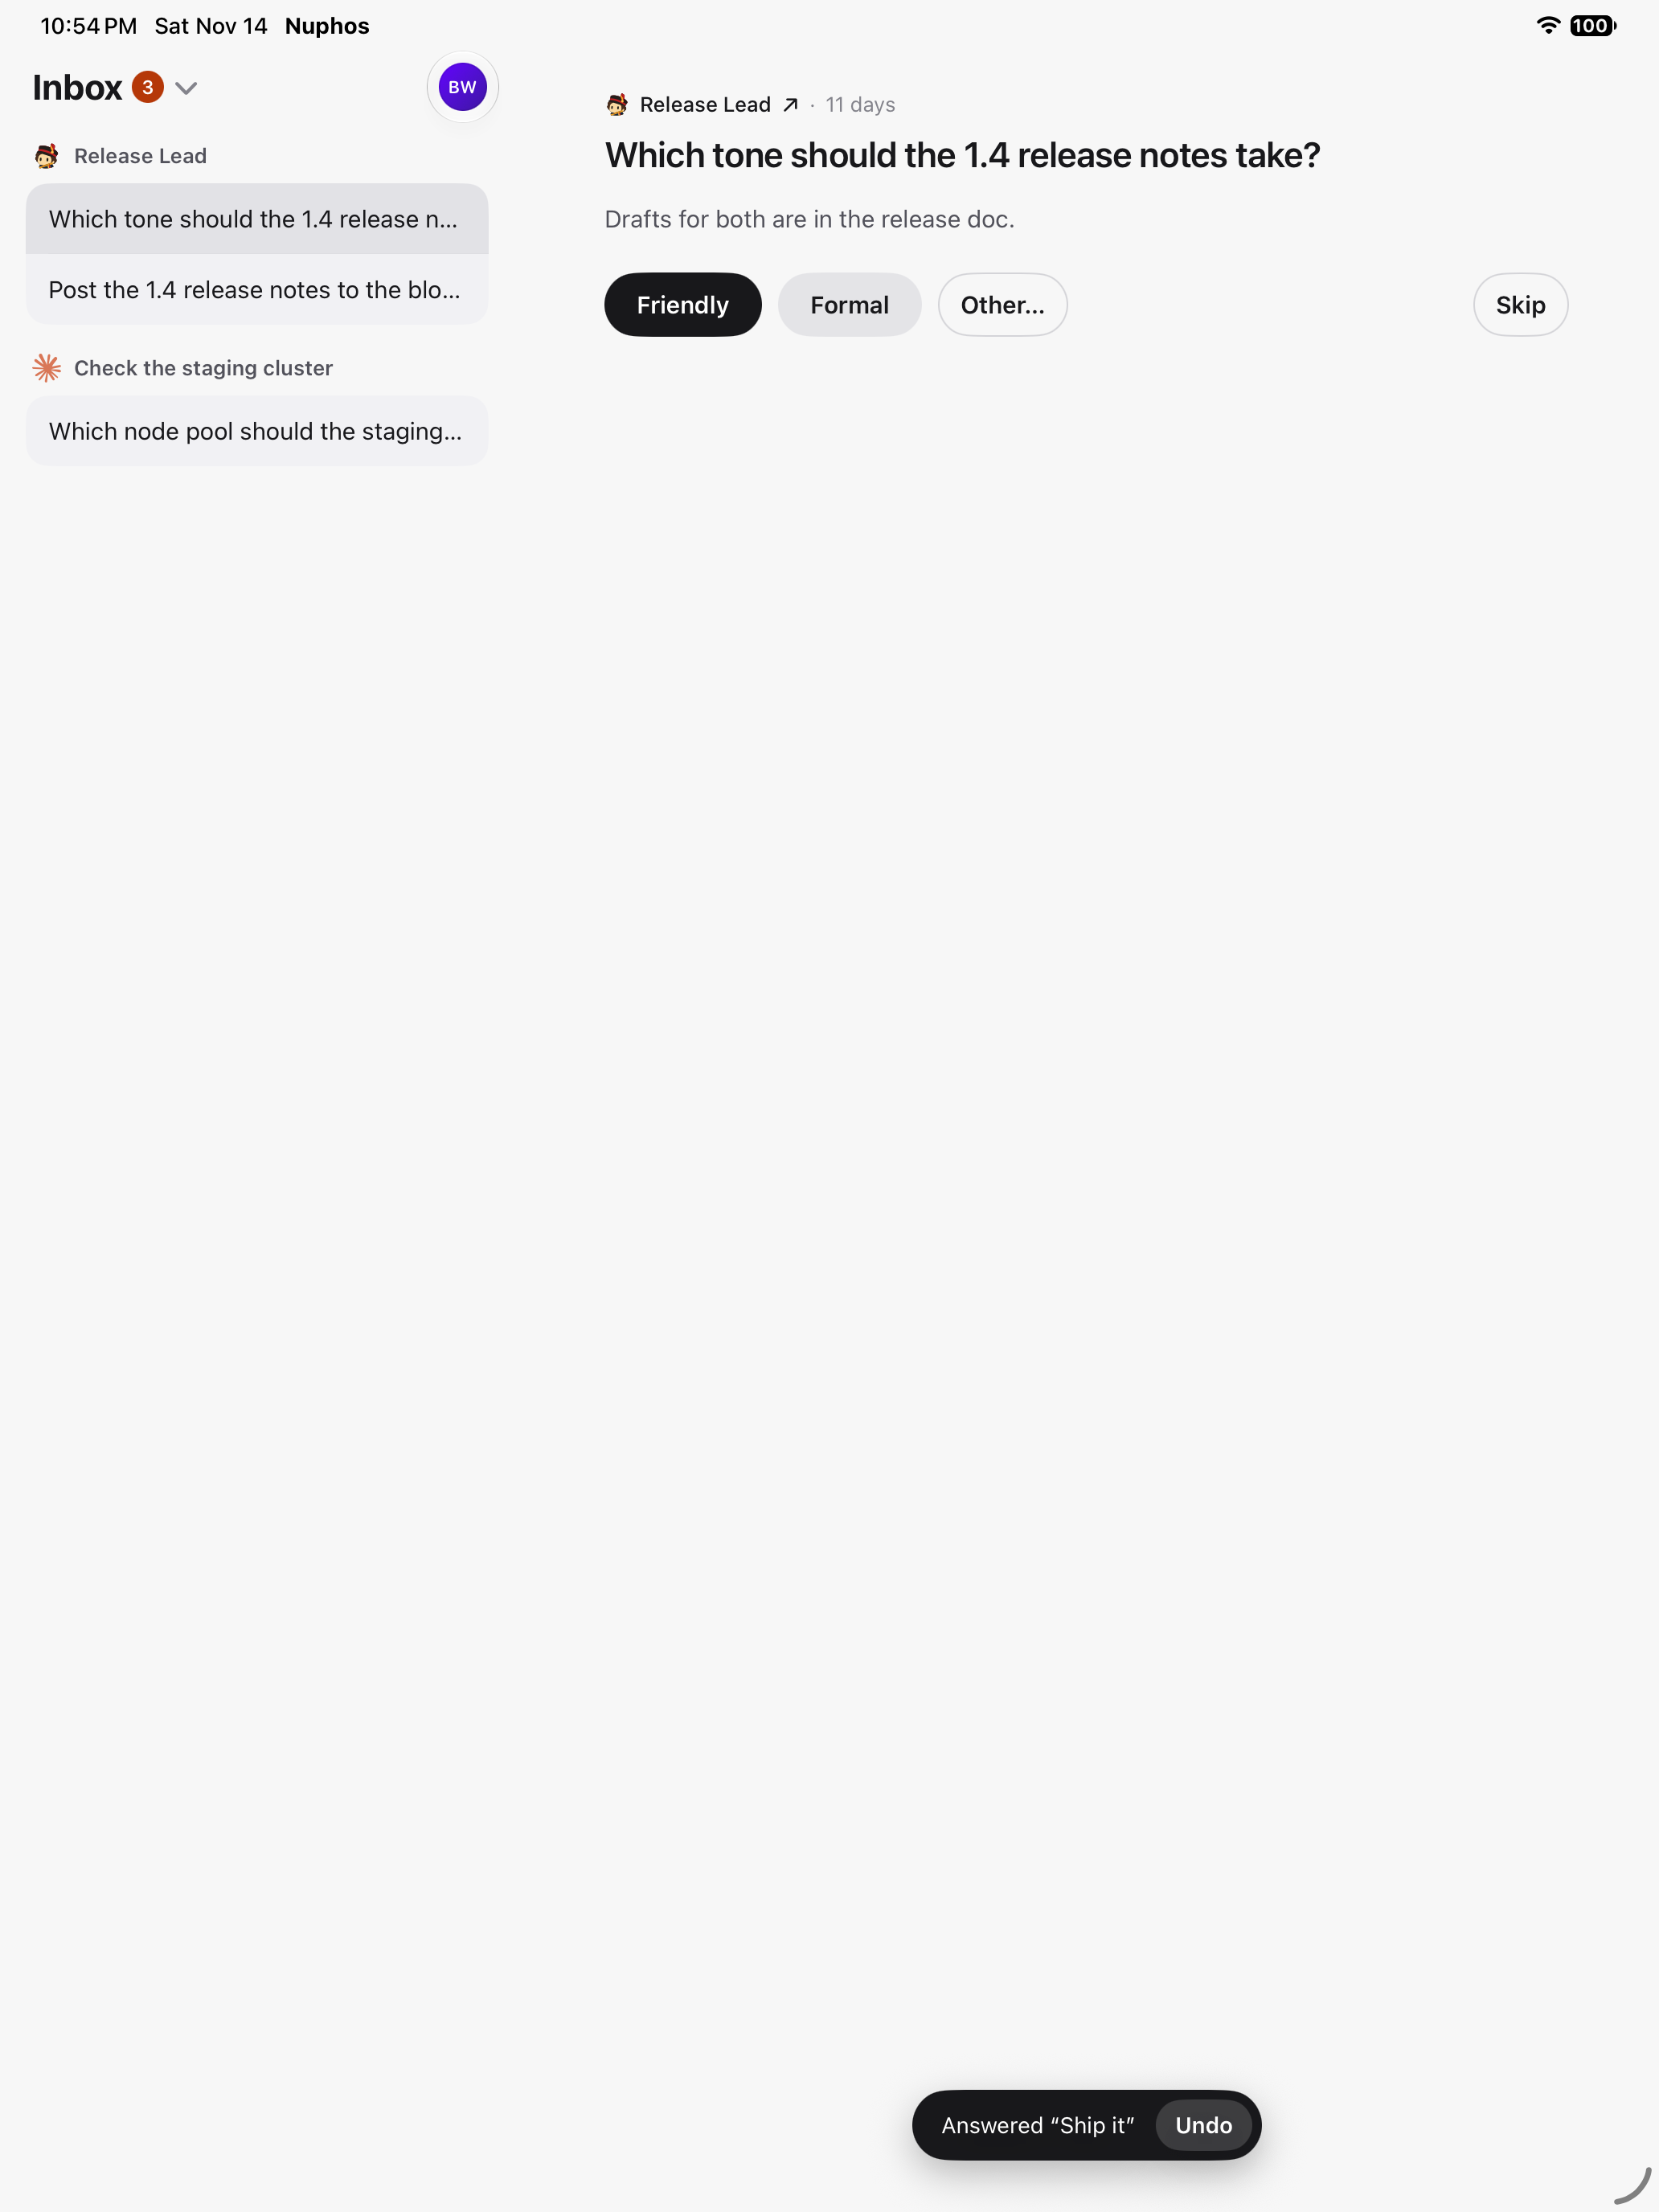 10:54 PM Sat Nov 14 Nuphos
100
Inbox 3
BW
Release Lead
Which tone should the 1.4 release n...
Post the 1.4 release notes to the blo...
Check the staging cluster
Which node pool should the staging...
Release Lead · 11 days
Which tone should the 1.4 release notes take?
Drafts for both are in the release doc.
Friendly Formal Other... Skip
Answered “Ship it” Undo